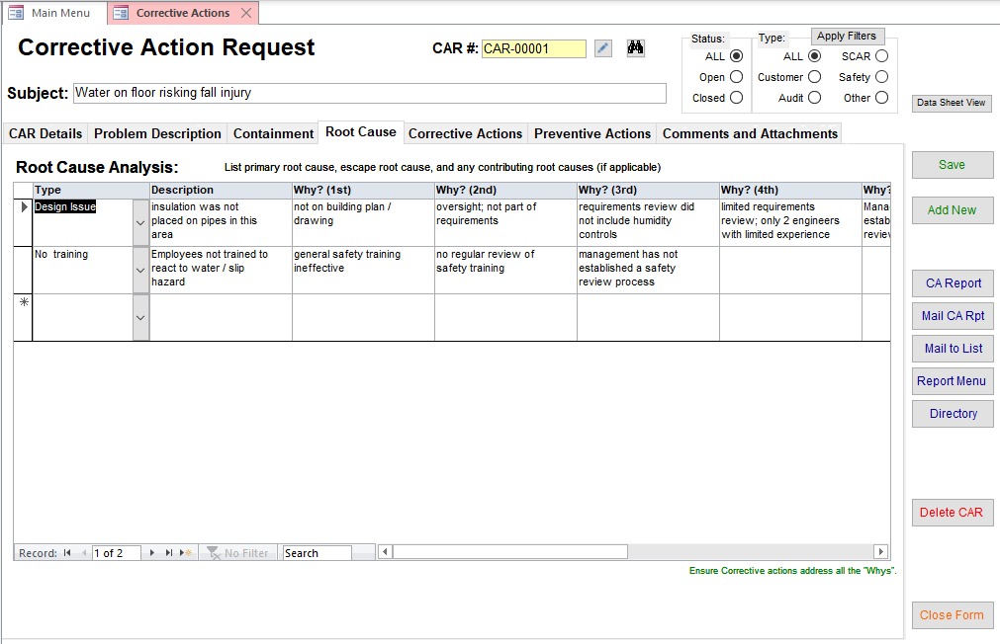 Main Menu
Corrective Actions
Corrective Action Request
CAR #: CAR-00001
Status:
ALL
Open
Closed
Type:
Apply Filters
ALL
SCAR
Customer
Safety
Audit
Other
Subject: Water on floor risking fall injury
Data Sheet View
CAR Details
Problem Description
Containment
Root Cause
Corrective Actions
Preventive Actions
Comments and Attachments
Root Cause Analysis:
List primary root cause, escape root cause, and any contributing root causes (if applicable)
Type
Description
Why? (1st)
Why? (2nd)
Why? (3rd)
Why? (4th)
Why?
Design Issue
insulation was not
placed on pipes in this
area
not on building plan /
drawing
oversight; not part of
requirements
requirements review did
not include humidity
controls
limited requirements
review; only 2 engineers
with limited experience
Mana
estab
review
No  training
Employees not trained to
react to water / slip
hazard
general safety training
ineffective
no regular review of
safety training
management has not
established a safety
review process
Record:
1 of 2
No Filter
Search
Ensure Corrective actions address all the "Whys".
Save
Add New
CA Report
Mail CA Rpt
Mail to List
Report Menu
Directory
Delete CAR
Close Form